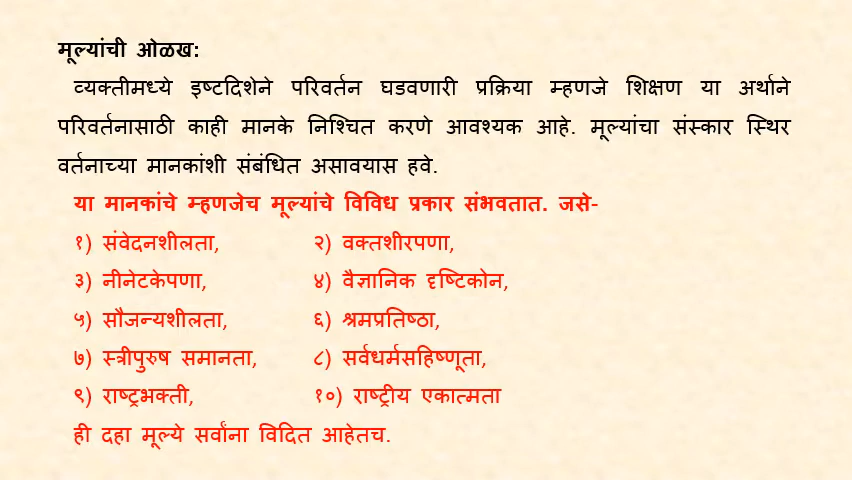 मूल्यांची ओळख:
व्यक्तीमध्ये इष्टदिशेने परिवर्तन घडवणारी प्रक्रिया म्हणजे शिक्षण या अर्थाने
परिवर्तनासाठी काही मानके निश्चित करणे आवश्यक आहे. मूल्यांचा संस्कार स्थिर
वर्तनाच्या मानकांशी संबंधित असावयास हवे.
या मानकांचे म्हणजेच मूल्यांचे विविध प्रकार संभवतात. जसे-
१) संवेदनशीलता, २) वक्तशीरपणा,
३) नीनेटकेपणा, ४) वैज्ञानिक दृष्टिकोन,
५) सौजन्यशीलता, ६) श्रमप्रतिष्ठा,
७) स्त्रीपुरुष समानता, ८) सर्वधर्मसहिष्णूता,
९) राष्ट्रभक्ती, १०) राष्ट्रीय एकात्मता
ही दहा मूल्ये सर्वांना विदित आहेतच.